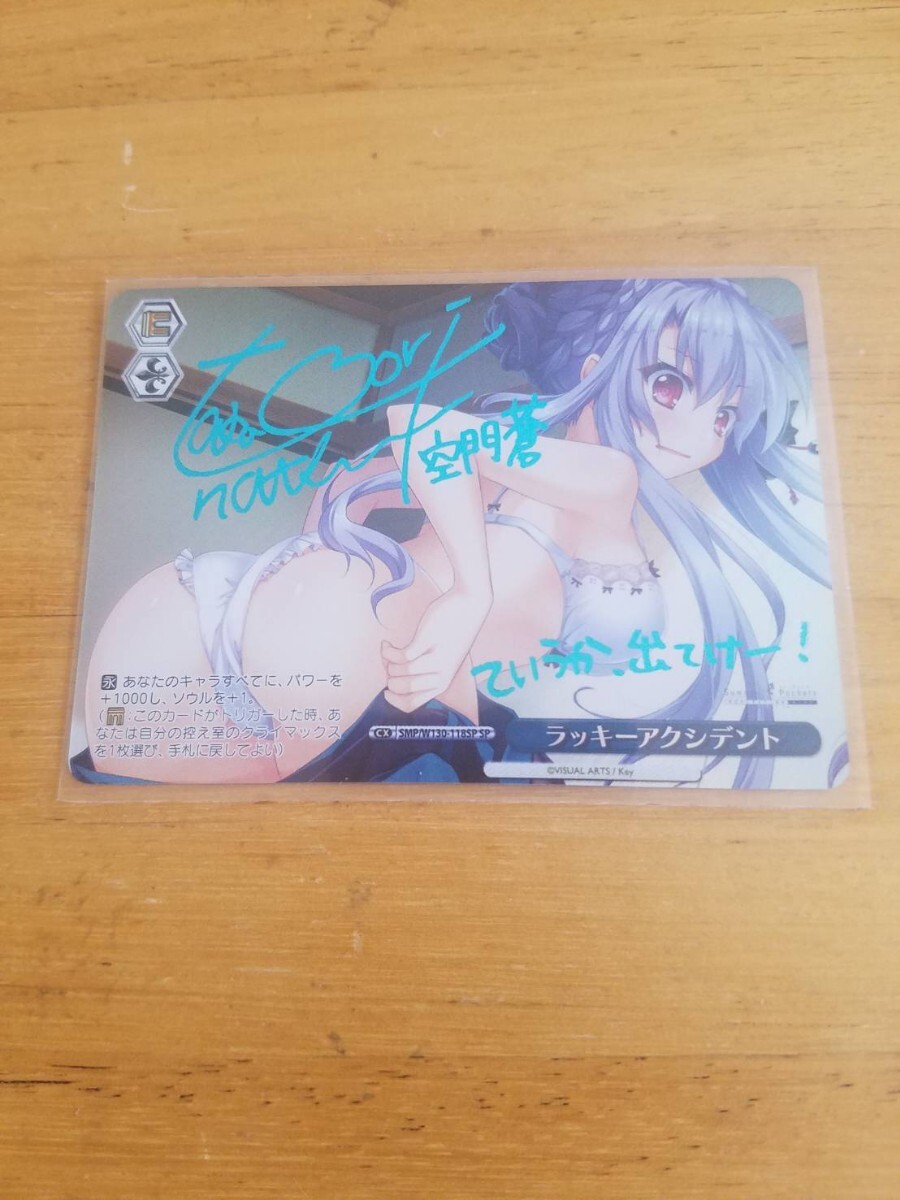 空門蒼
ていうか、出てけー!
永 あなたのキャラすべてに、パワーを
+1000し、ソウルを+1。
( :このカードがトリガーした時、あ
なたは自分の控え室のクライマックス
を1枚選び、手札に戻してよい)
CX SMP/W130-118SP SP
ラッキーアクシデント
©VISUAL ARTS / Key